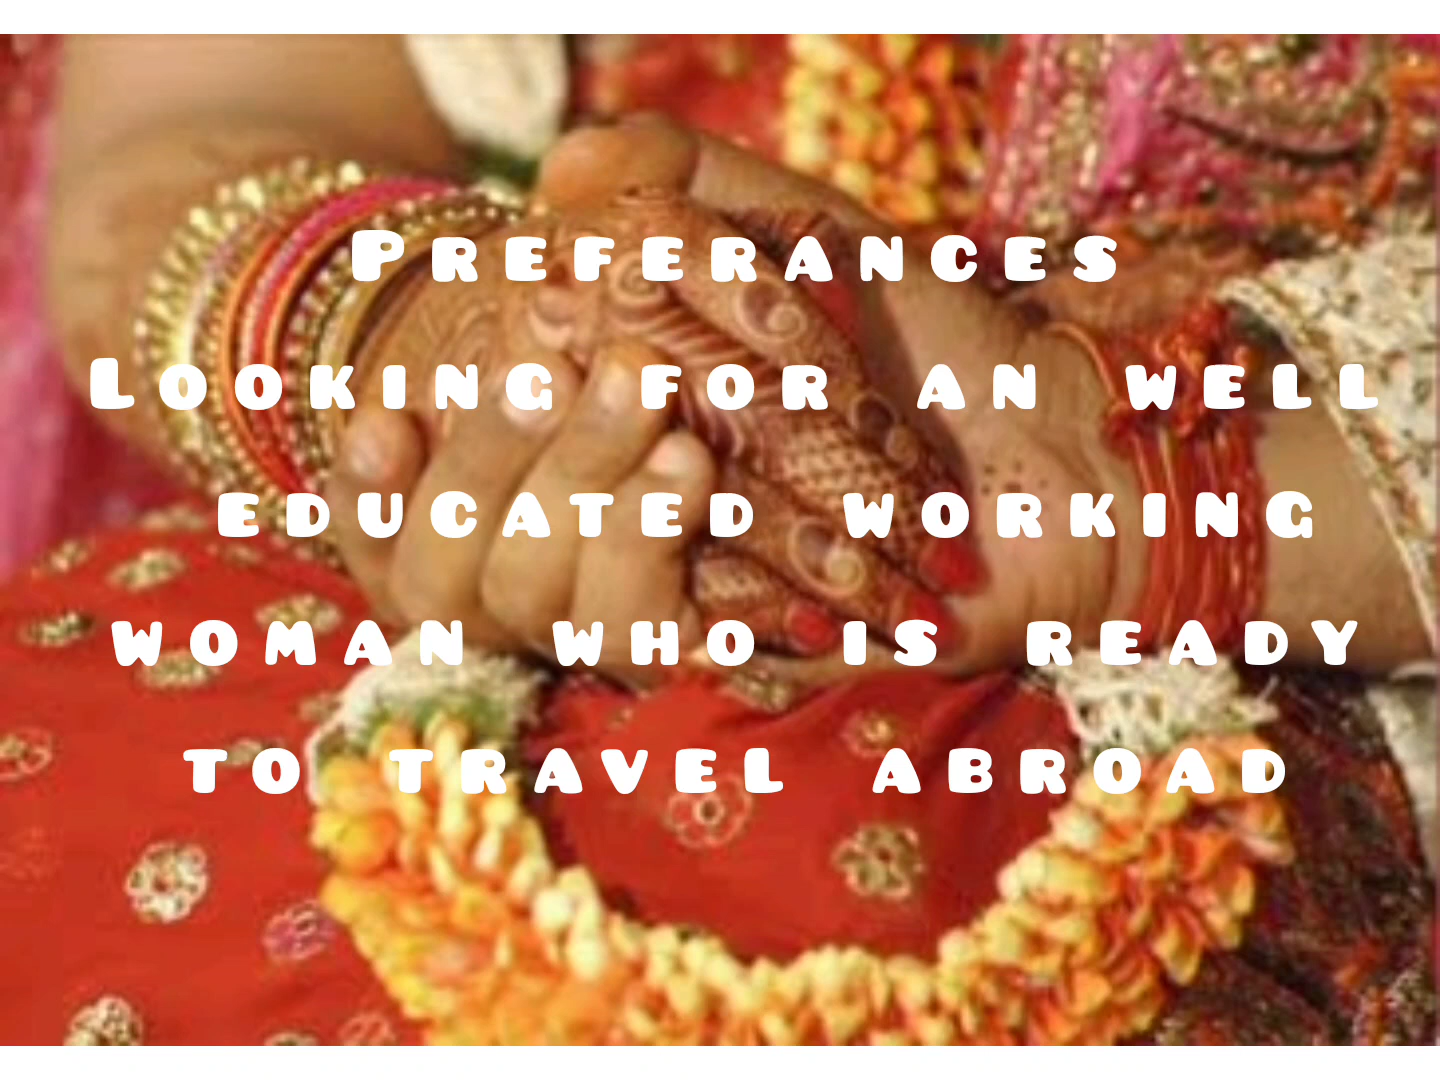 Preferances
Looking for an well
educated working
woman who is ready
to travel abroad